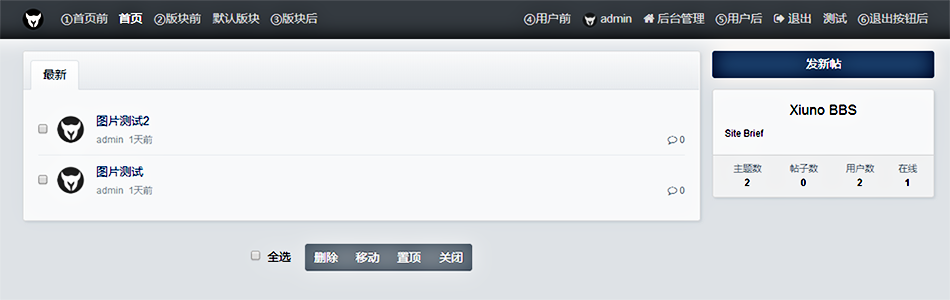 ①首页前 首页 ②版块前 默认版块 ③版块后 ④用户前 admin 后台管理 ⑤用户后 退出 测试 ⑥退出按钮后
最新
图片测试2
admin 1天前 0
图片测试
admin 1天前 0
全选 删除 移动 置顶 关闭
发新帖
Xiuno BBS
Site Brief
主题数 帖子数 用户数 在线
2 0 2 1